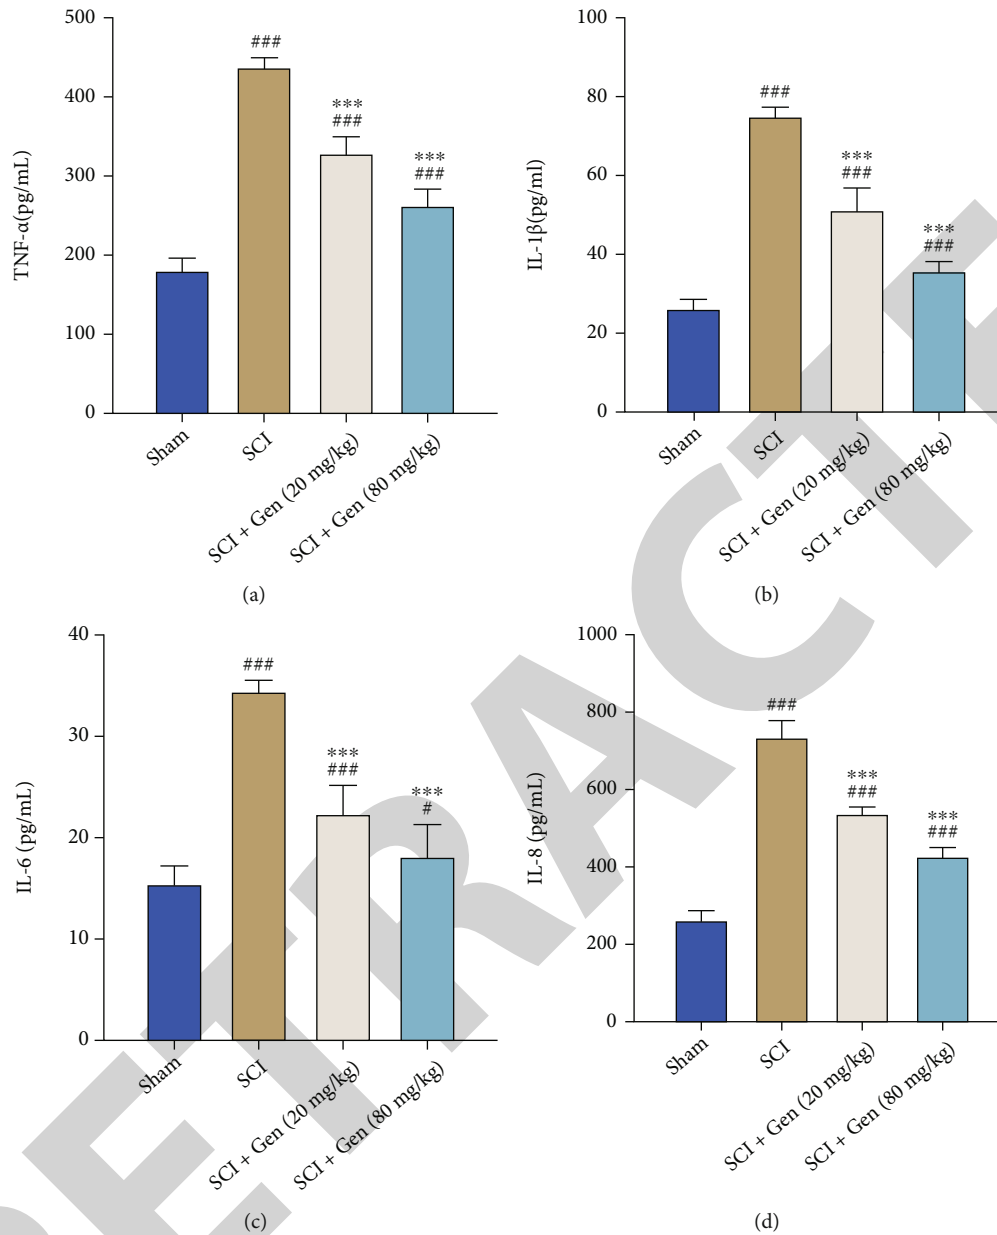 500
400
300
200
100
0
TNF-α(pg/mL)
###
***
###
***
###
Sham
SCI
SCI + Gen (20 mg/kg)
SCI + Gen (80 mg/kg)
(a)
100
80
60
40
20
0
IL-1β(pg/ml)
###
***
###
***
###
Sham
SCI
SCI + Gen (20 mg/kg)
SCI + Gen (80 mg/kg)
(b)
40
30
20
10
0
IL-6 (pg/mL)
###
***
###
***
#
Sham
SCI
SCI + Gen (20 mg/kg)
SCI + Gen (80 mg/kg)
(c)
1000
800
600
400
200
0
IL-8 (pg/mL)
###
***
###
***
###
Sham
SCI
SCI + Gen (20 mg/kg)
SCI + Gen (80 mg/kg)
(d)
RETRACTE